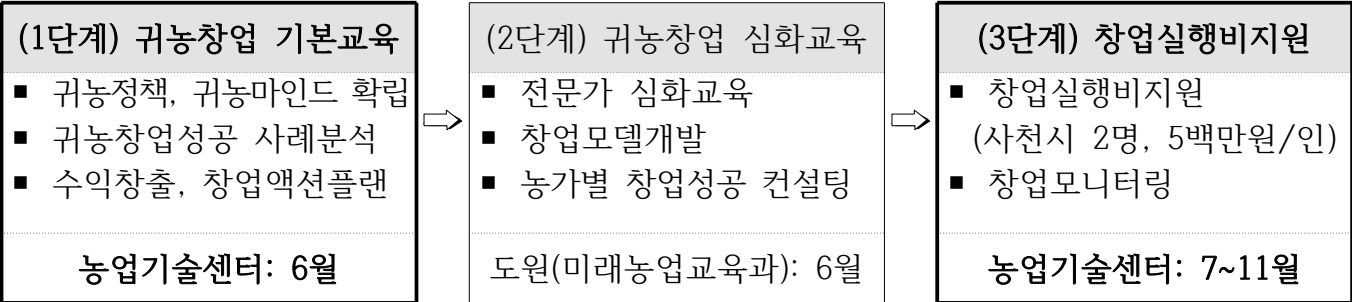 (1단계) 귀농창업 기본교육
▪ 귀농정책, 귀농마인드 확립
▪ 귀농창업성공 사례분석
▪ 수익창출, 창업액션플랜
농업기술센터: 6월
(2단계) 귀농창업 심화교육
▪ 전문가 심화교육
▪ 창업모델개발
▪ 농가별 창업성공 컨설팅
도원(미래농업교육과): 6월
(3단계) 창업실행비지원
▪ 창업실행비지원
(사천시 2명, 5백만원/인)
▪ 창업모니터링
농업기술센터: 7~11월